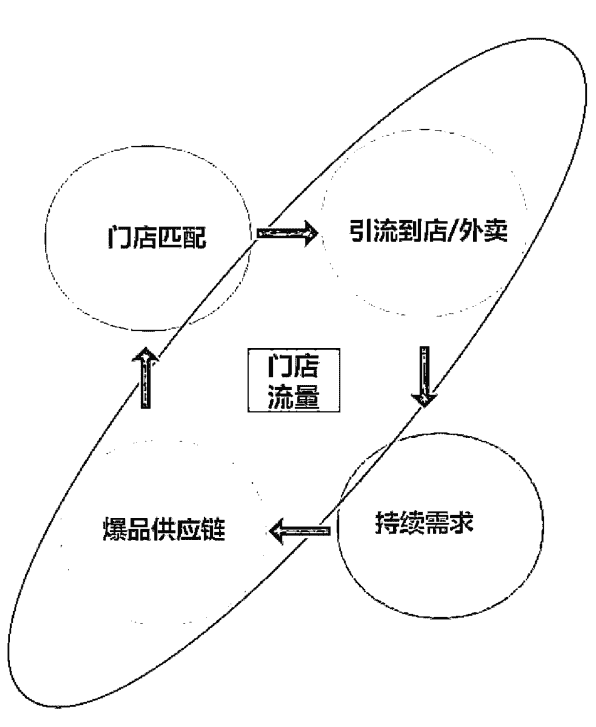 门店匹配
引流到店/外卖
门店
流量
爆品供应链
持续需求